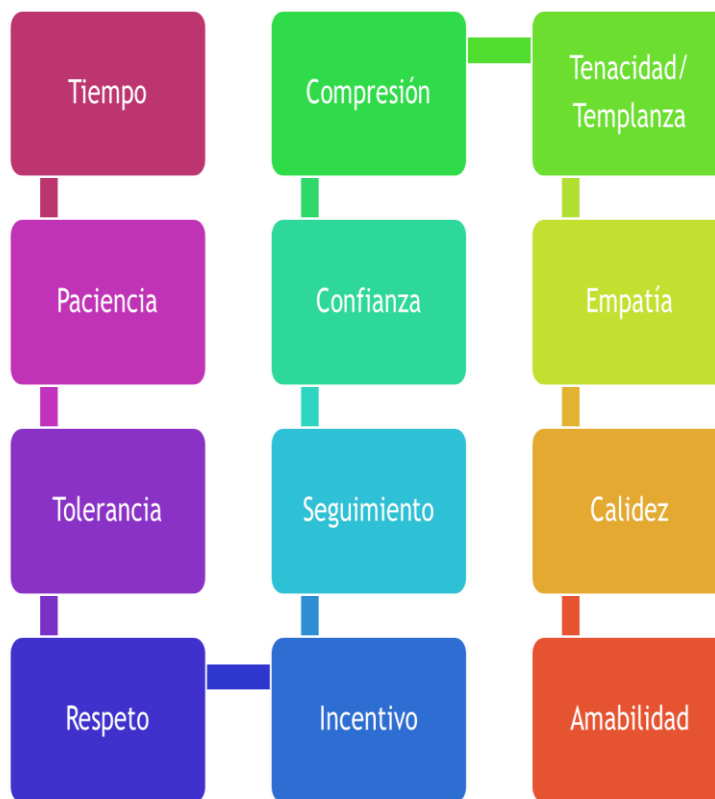 Tiempo
Paciencia
Tolerancia
Respeto
Incentivo
Seguimiento
Confianza
Compresión
Tenacidad/
Templanza
Empatía
Calidez
Amabilidad